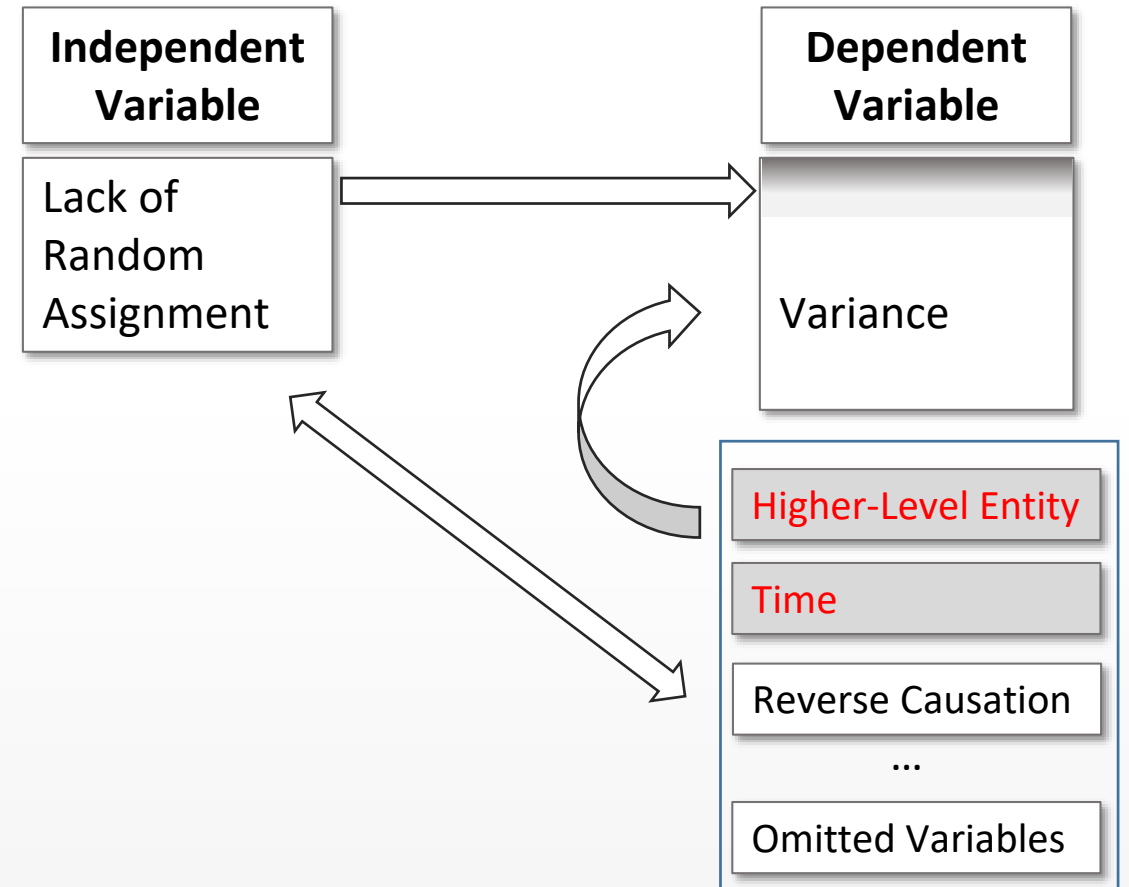 Independent
Variable
Lack of
Random
Assignment
Dependent
Variable
Variance
Higher-Level Entity
Time
Reverse Causation
...
Omitted Variables